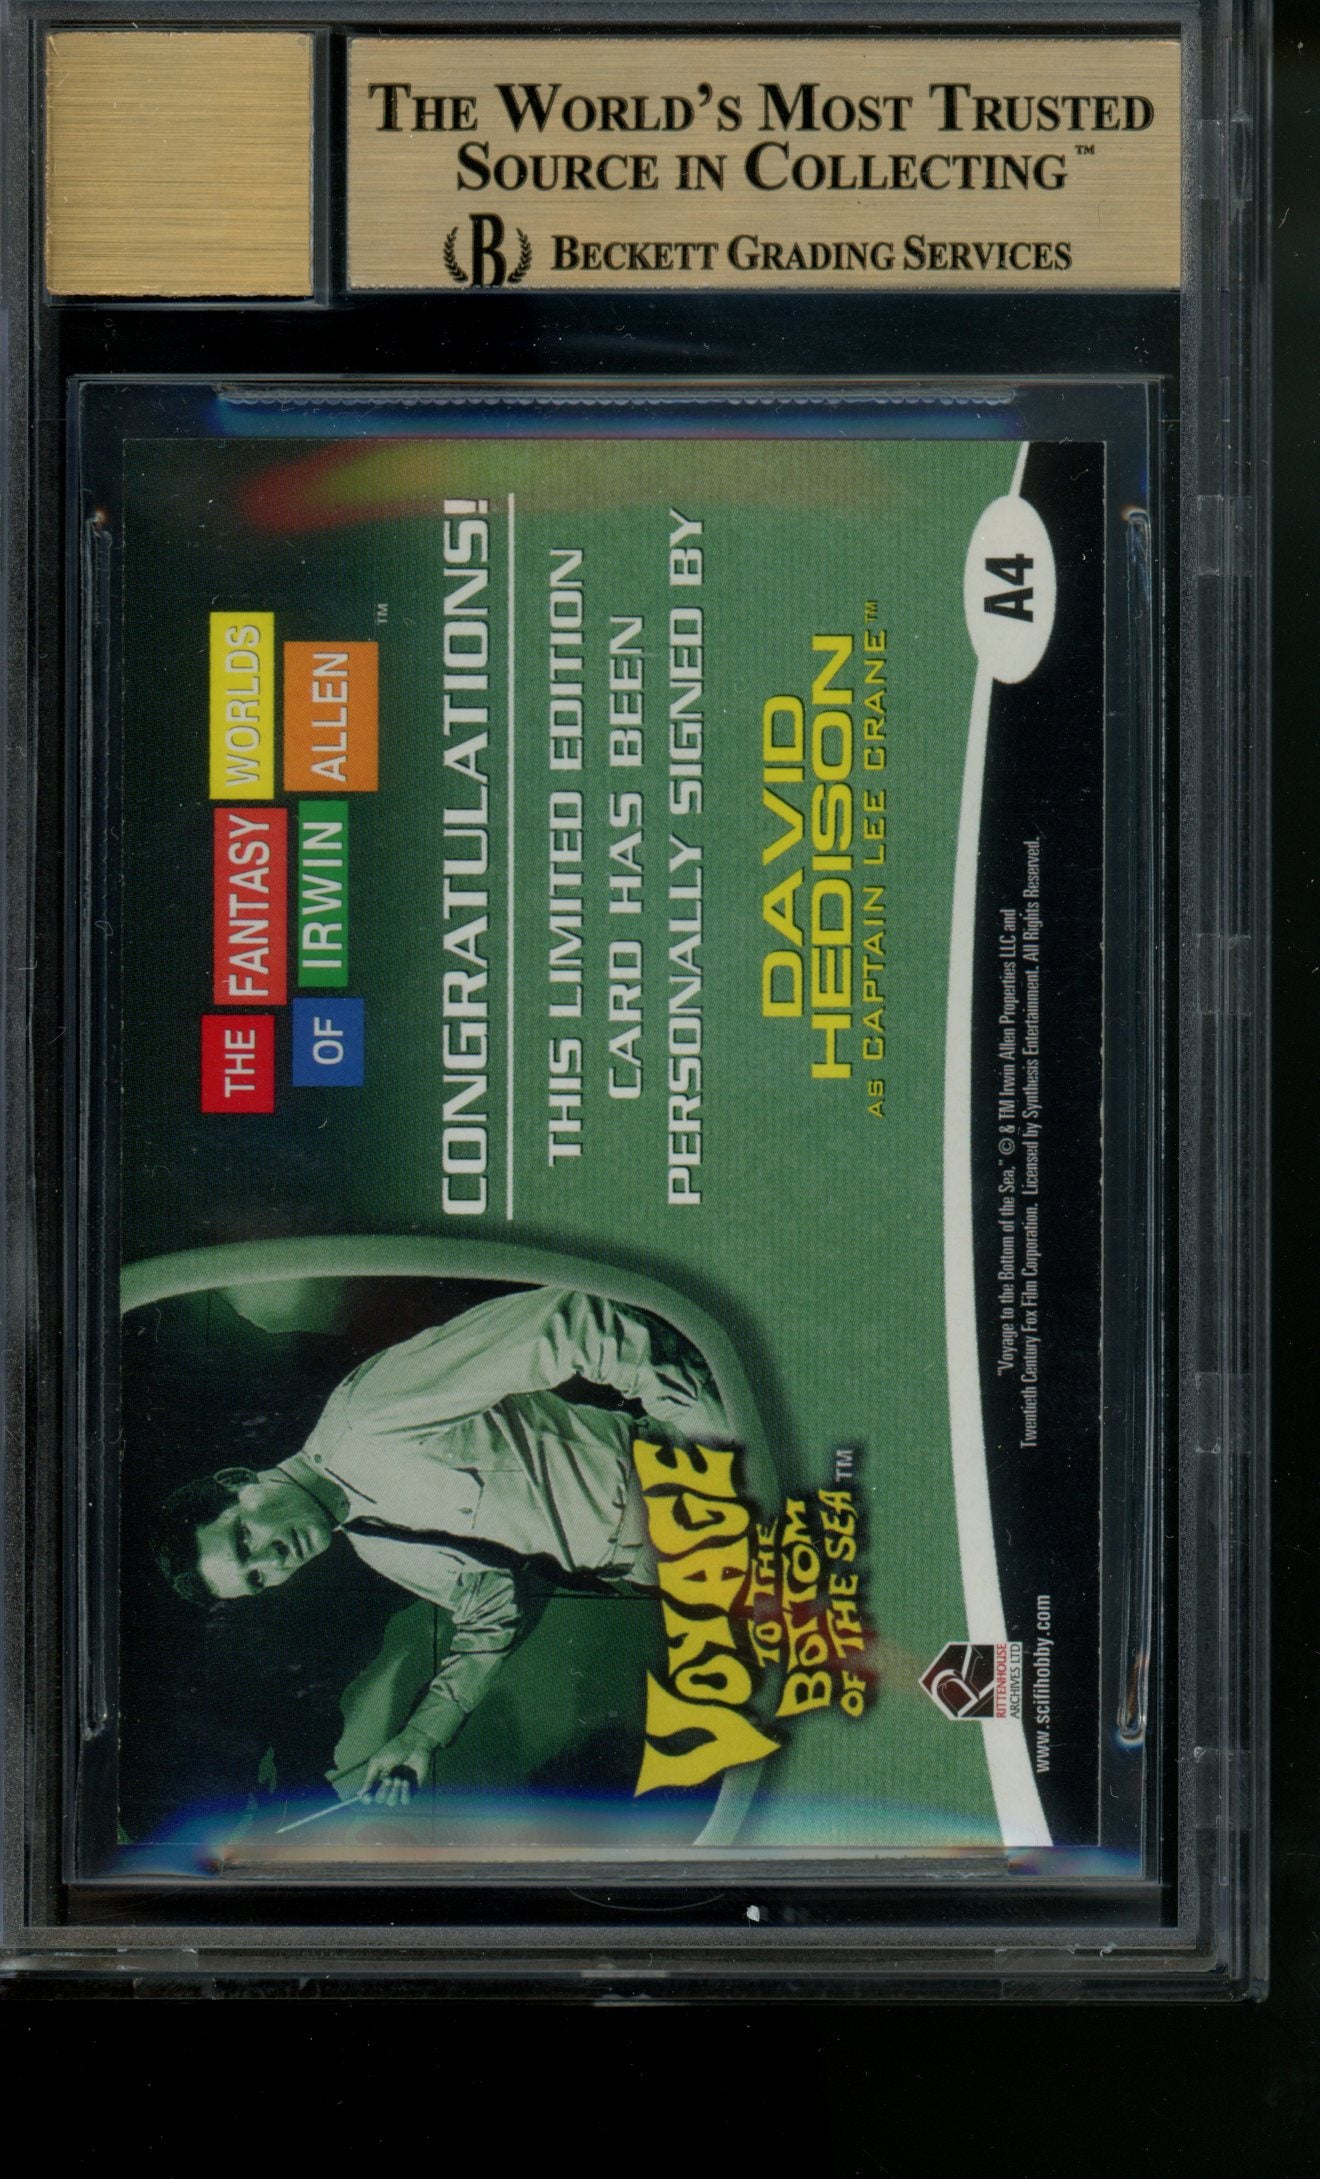 THE WORLD'S MOST TRUSTED
SOURCE IN COLLECTING™
B BECKETT GRADING SERVICES
THE FANTASY WORLDS
OF IRWIN ALLEN™
CONGRATULATIONS!
THIS LIMITED EDITION
CARD HAS BEEN
PERSONALLY SIGNED BY
DAVID
HEDISON
AS CAPTAIN LEE CRANE™
VOYAGE
TO THE
BOTTOM
OF THE SEA™
A4
"Voyage to the Bottom of the Sea." © & TM Irwin Allen Properties LLC and
Twentieth Century Fox Film Corporation. Licensed by Synthesis Entertainment. All Rights Reserved.
RITTENHOUSE
ARCHIVES LTD
www.scifihobby.com